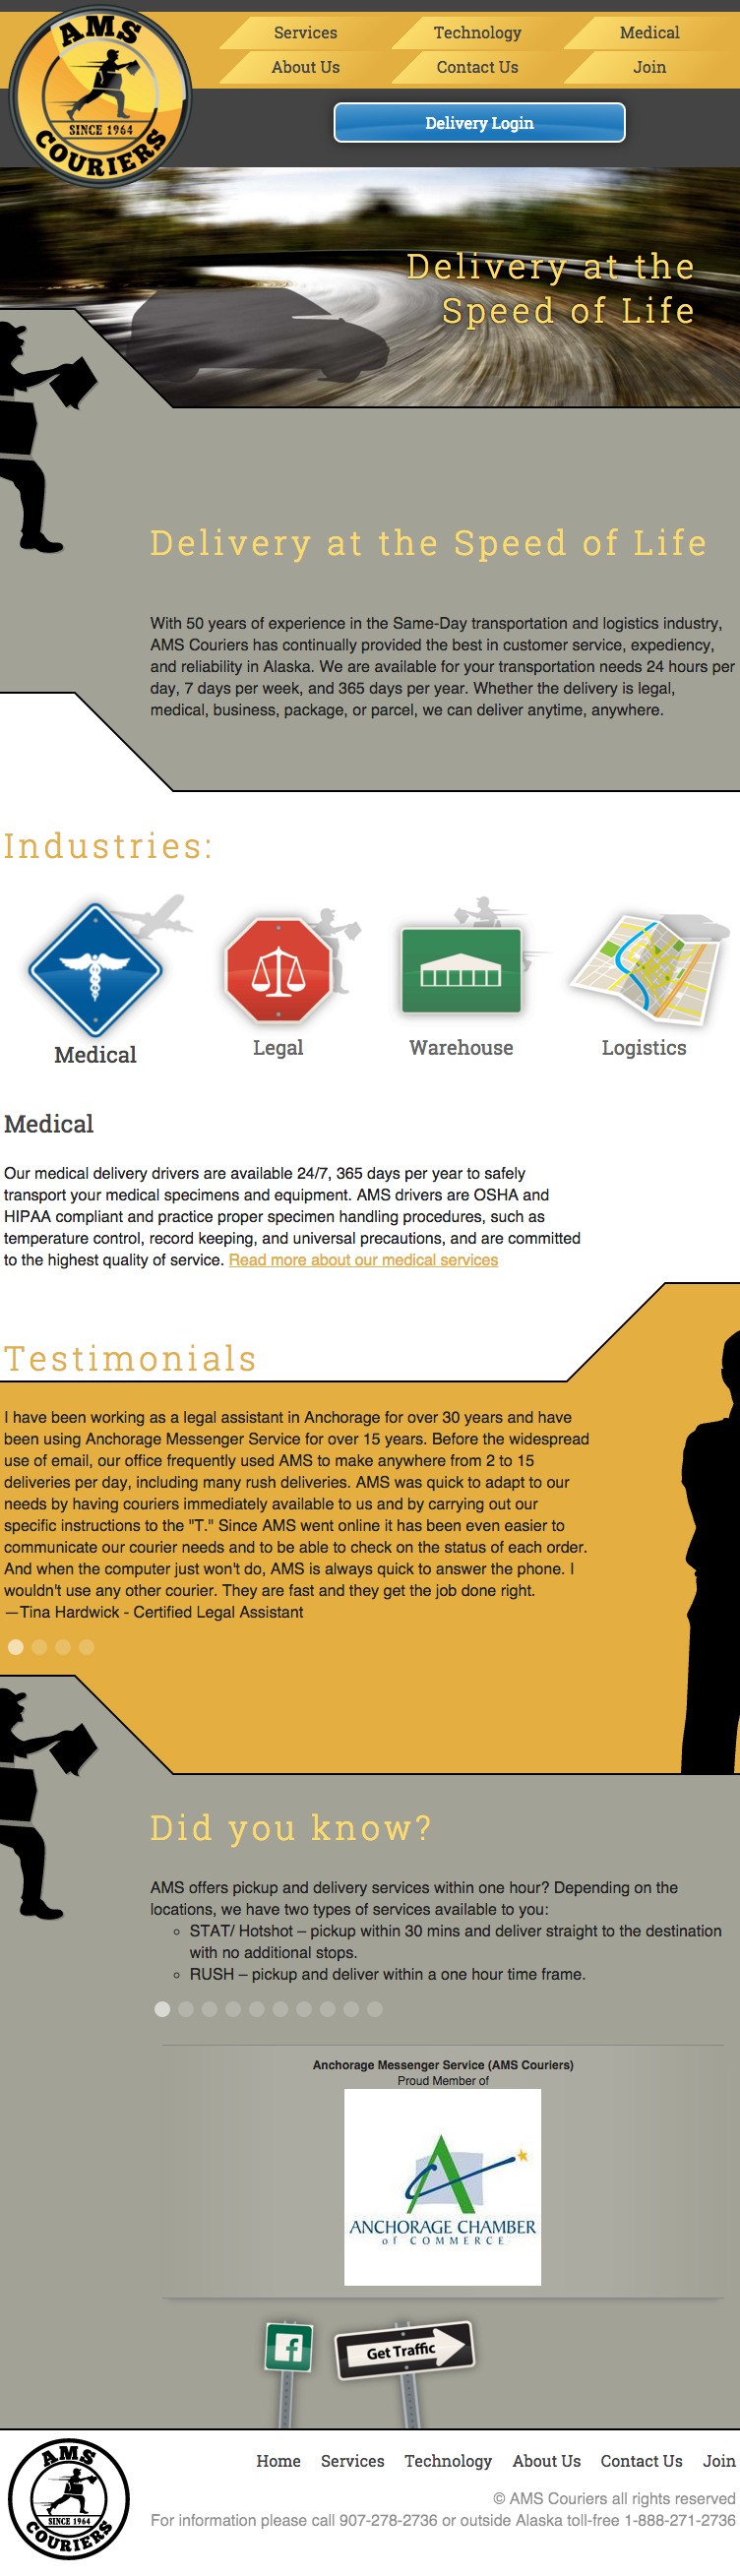 AMS
SINCE 1964
COURIERS
Services
Technology
Medical
About Us
Contact Us
Join
Delivery Login
Delivery at the
Speed of Life
Delivery at the Speed of Life
With 50 years of experience in the Same-Day transportation and logistics industry,
AMS Couriers has continually provided the best in customer service, expediency,
and reliability in Alaska. We are available for your transportation needs 24 hours per
day, 7 days per week, and 365 days per year. Whether the delivery is legal,
medical, business, package, or parcel, we can deliver anytime, anywhere.
Industries:
Medical
Legal
Warehouse
Logistics
Medical
Our medical delivery drivers are available 24/7, 365 days per year to safely
transport your medical specimens and equipment. AMS drivers are OSHA and
HIPAA compliant and practice proper specimen handling procedures, such as
temperature control, record keeping, and universal precautions, and are committed
to the highest quality of service. Read more about our medical services
Testimonials
I have been working as a legal assistant in Anchorage for over 30 years and have
been using Anchorage Messenger Service for over 15 years. Before the widespread
use of email, our office frequently used AMS to make anywhere from 2 to 15
deliveries per day, including many rush deliveries. AMS was quick to adapt to our
needs by having couriers immediately available to us and by carrying out our
specific instructions to the "T." Since AMS went online it has been even easier to
communicate our courier needs and to be able to check on the status of each order.
And when the computer just won't do, AMS is always quick to answer the phone. I
wouldn't use any other courier. They are fast and they get the job done right.
—Tina Hardwick - Certified Legal Assistant
Did you know?
AMS offers pickup and delivery services within one hour? Depending on the
locations, we have two types of services available to you:
STAT/ Hotshot – pickup within 30 mins and deliver straight to the destination
with no additional stops.
RUSH – pickup and deliver within a one hour time frame.
Anchorage Messenger Service (AMS Couriers)
Proud Member of
ANCHORAGE CHAMBER
of COMMERCE
f
Get Traffic
AMS
SINCE 1964
COURIERS
Home
Services
Technology
About Us
Contact Us
Join
© AMS Couriers all rights reserved
For information please call 907-278-2736 or outside Alaska toll-free 1-888-271-2736